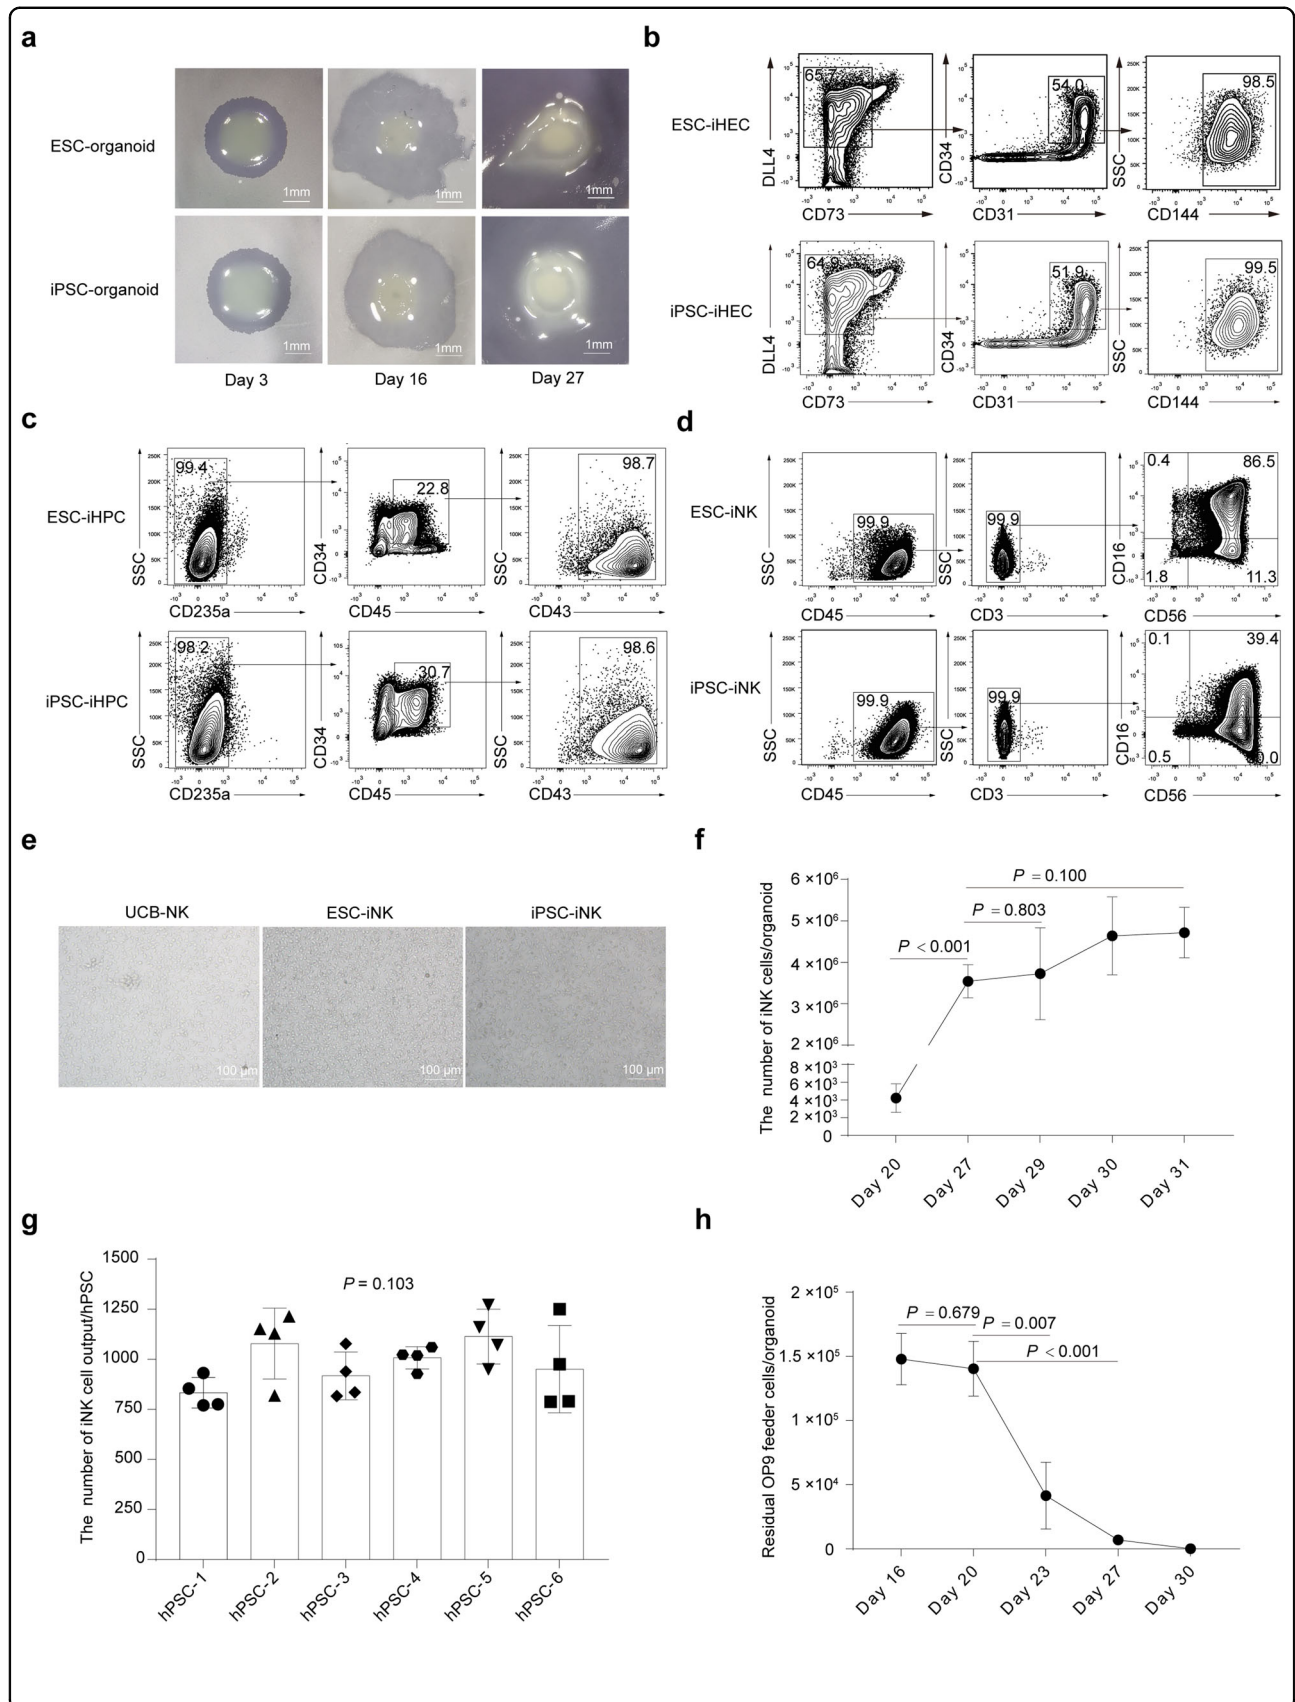 a
ESC-organoid
iPSC-organoid
1mm 1mm 1mm
1mm 1mm 1mm
Day 3 Day 16 Day 27
b
ESC-iHEC
65.7 54.0 98.5
DLL4 CD34 SSC
CD73 CD31 CD144
iPSC-iHEC
64.9 51.9 99.5
DLL4 CD34 SSC
CD73 CD31 CD144
c
ESC-iHPC
99.4 22.8 98.7
SSC CD34 SSC
CD235a CD45 CD43
iPSC-iHPC
98.2 30.7 98.6
SSC CD34 SSC
CD235a CD45 CD43
d
ESC-iNK
99.9 99.9 0.4 86.5 1.8 11.3
SSC SSC CD16
CD45 CD3 CD56
iPSC-iNK
99.9 99.9 0.1 39.4 0.5
SSC SSC CD16
CD45 CD3 CD56
e
UCB-NK ESC-iNK iPSC-iNK
100 µm 100 µm 100 µm
f
The number of iNK cells/organoid
6 ×10⁶
5 ×10⁶
4 ×10⁶
3 ×10⁶
2 ×10⁶
8 ×10³
6 ×10³
4 ×10³
2 ×10³
0
P = 0.100
P = 0.803
P < 0.001
Day 20 Day 27 Day 29 Day 30 Day 31
g
The number of iNK cell output/hPSC
1500
1250
1000
750
500
250
0
P = 0.103
hPSC-1 hPSC-2 hPSC-3 hPSC-4 hPSC-5 hPSC-6
h
Residual OP9 feeder cells/organoid
2 ×10⁵
1.5 ×10⁵
1 ×10⁵
5 ×10⁴
0
P = 0.679
P = 0.007
P < 0.001
Day 16 Day 20 Day 23 Day 27 Day 30